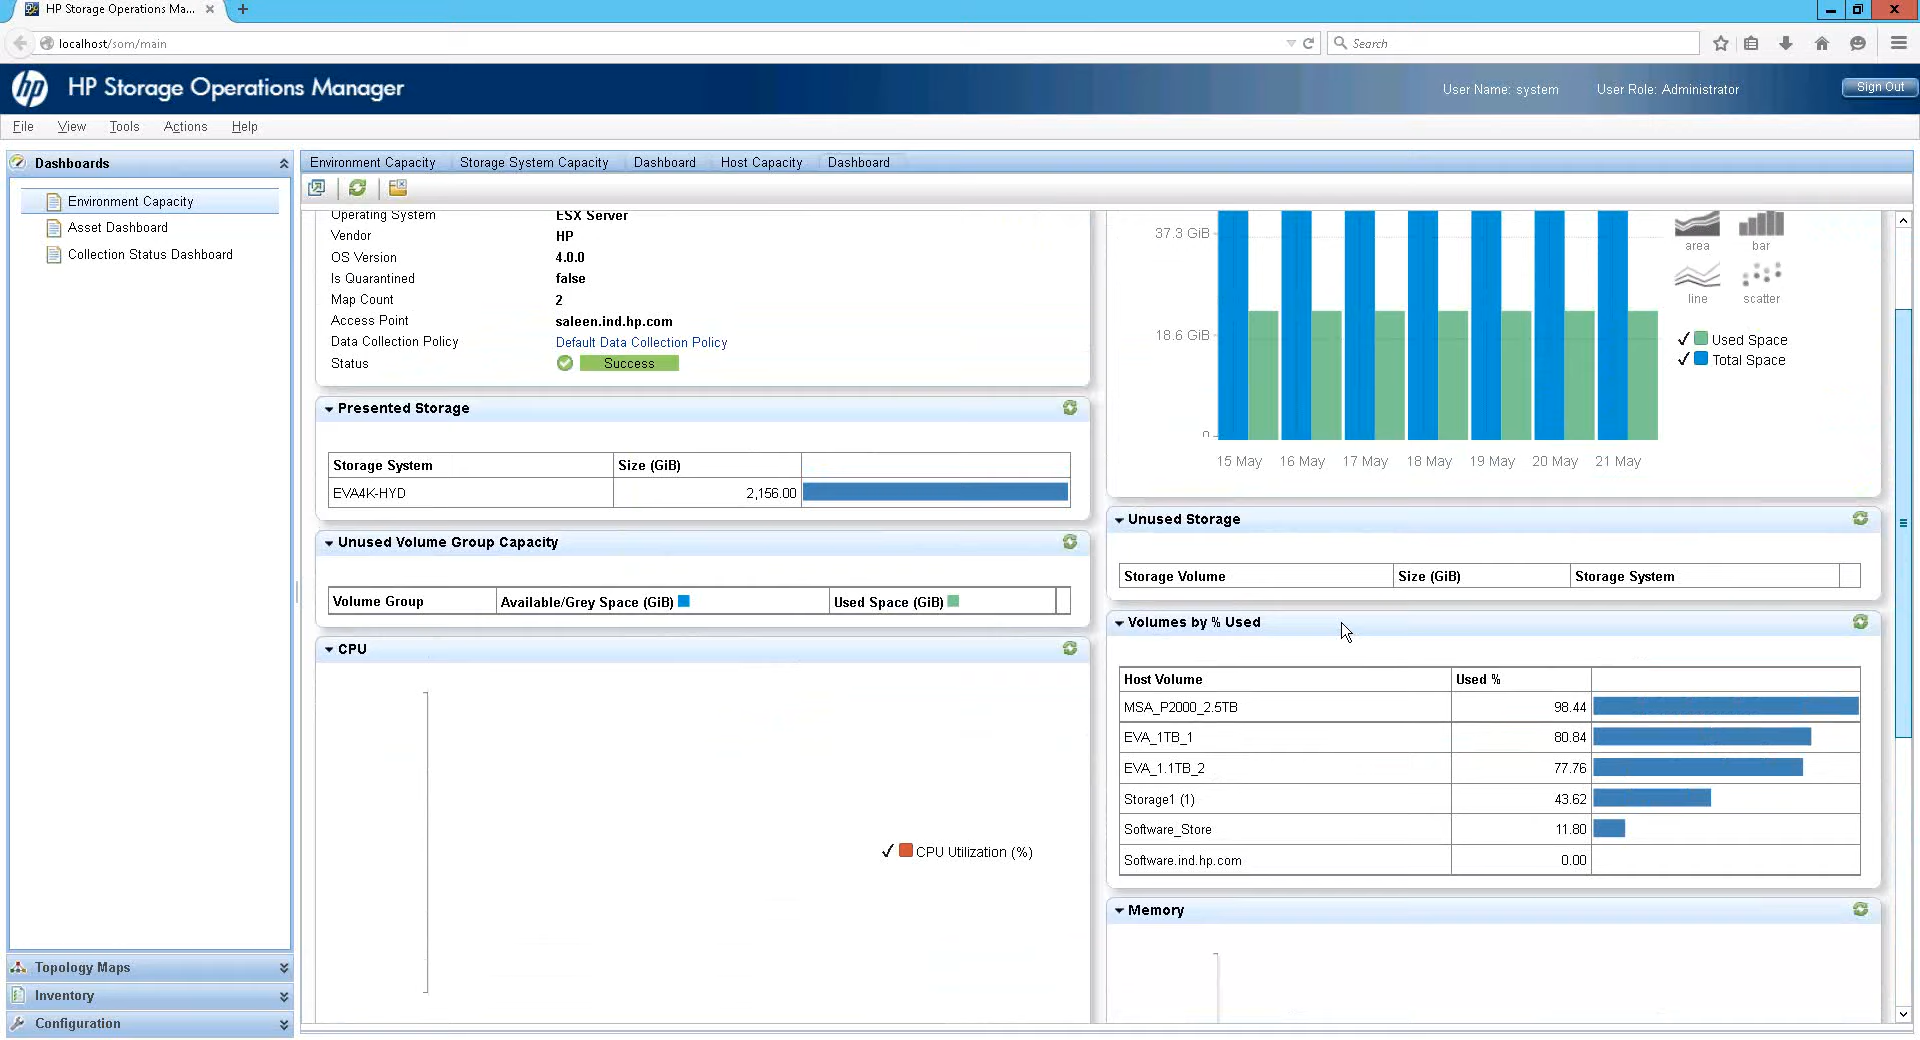 HP Storage Operations Ma...
localhost/som/main
Search
hp
HP Storage Operations Manager
User Name: system
User Role: Administrator
Sign Out
File
View
Tools
Actions
Help
Dashboards
Environment Capacity
Asset Dashboard
Collection Status Dashboard
Topology Maps
Inventory
Configuration
Environment Capacity
Storage System Capacity
Dashboard
Host Capacity
Dashboard
Operating System ESX Server
Vendor HP
OS Version 4.0.0
Is Quarantined false
Map Count 2
Access Point saleen.ind.hp.com
Data Collection Policy Default Data Collection Policy
Status Success
Presented Storage
Storage System Size (GiB)
EVA4K-HYD 2,156.00
Unused Volume Group Capacity
Volume Group Available/Grey Space (GiB) Used Space (GiB)
CPU
CPU Utilization (%)
37.3 GiB
18.6 GiB
0
15 May 16 May 17 May 18 May 19 May 20 May 21 May
area
bar
line
scatter
Used Space
Total Space
Unused Storage
Storage Volume Size (GiB) Storage System
Volumes by % Used
Host Volume Used %
MSA_P2000_2.5TB 98.44
EVA_1TB_1 80.84
EVA_1.1TB_2 77.76
Storage1 (1) 43.62
Software_Store 11.80
Software.ind.hp.com 0.00
Memory